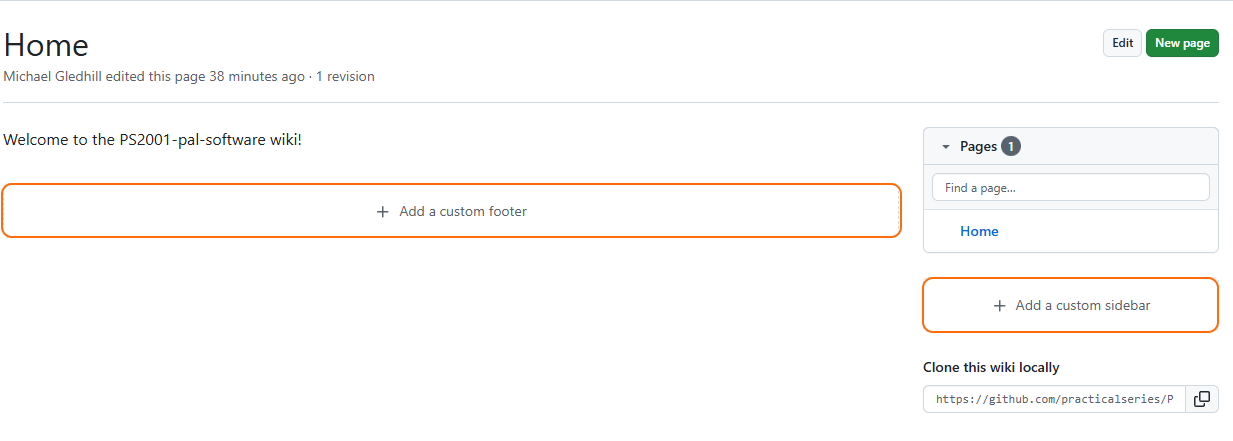 Home
Edit
New page
Michael Gledhill edited this page 38 minutes ago · 1 revision
Welcome to the PS2001-pal-software wiki!
Pages 1
Find a page...
Home
Add a custom footer
Add a custom sidebar
Clone this wiki locally
https://github.com/practicalseries/P